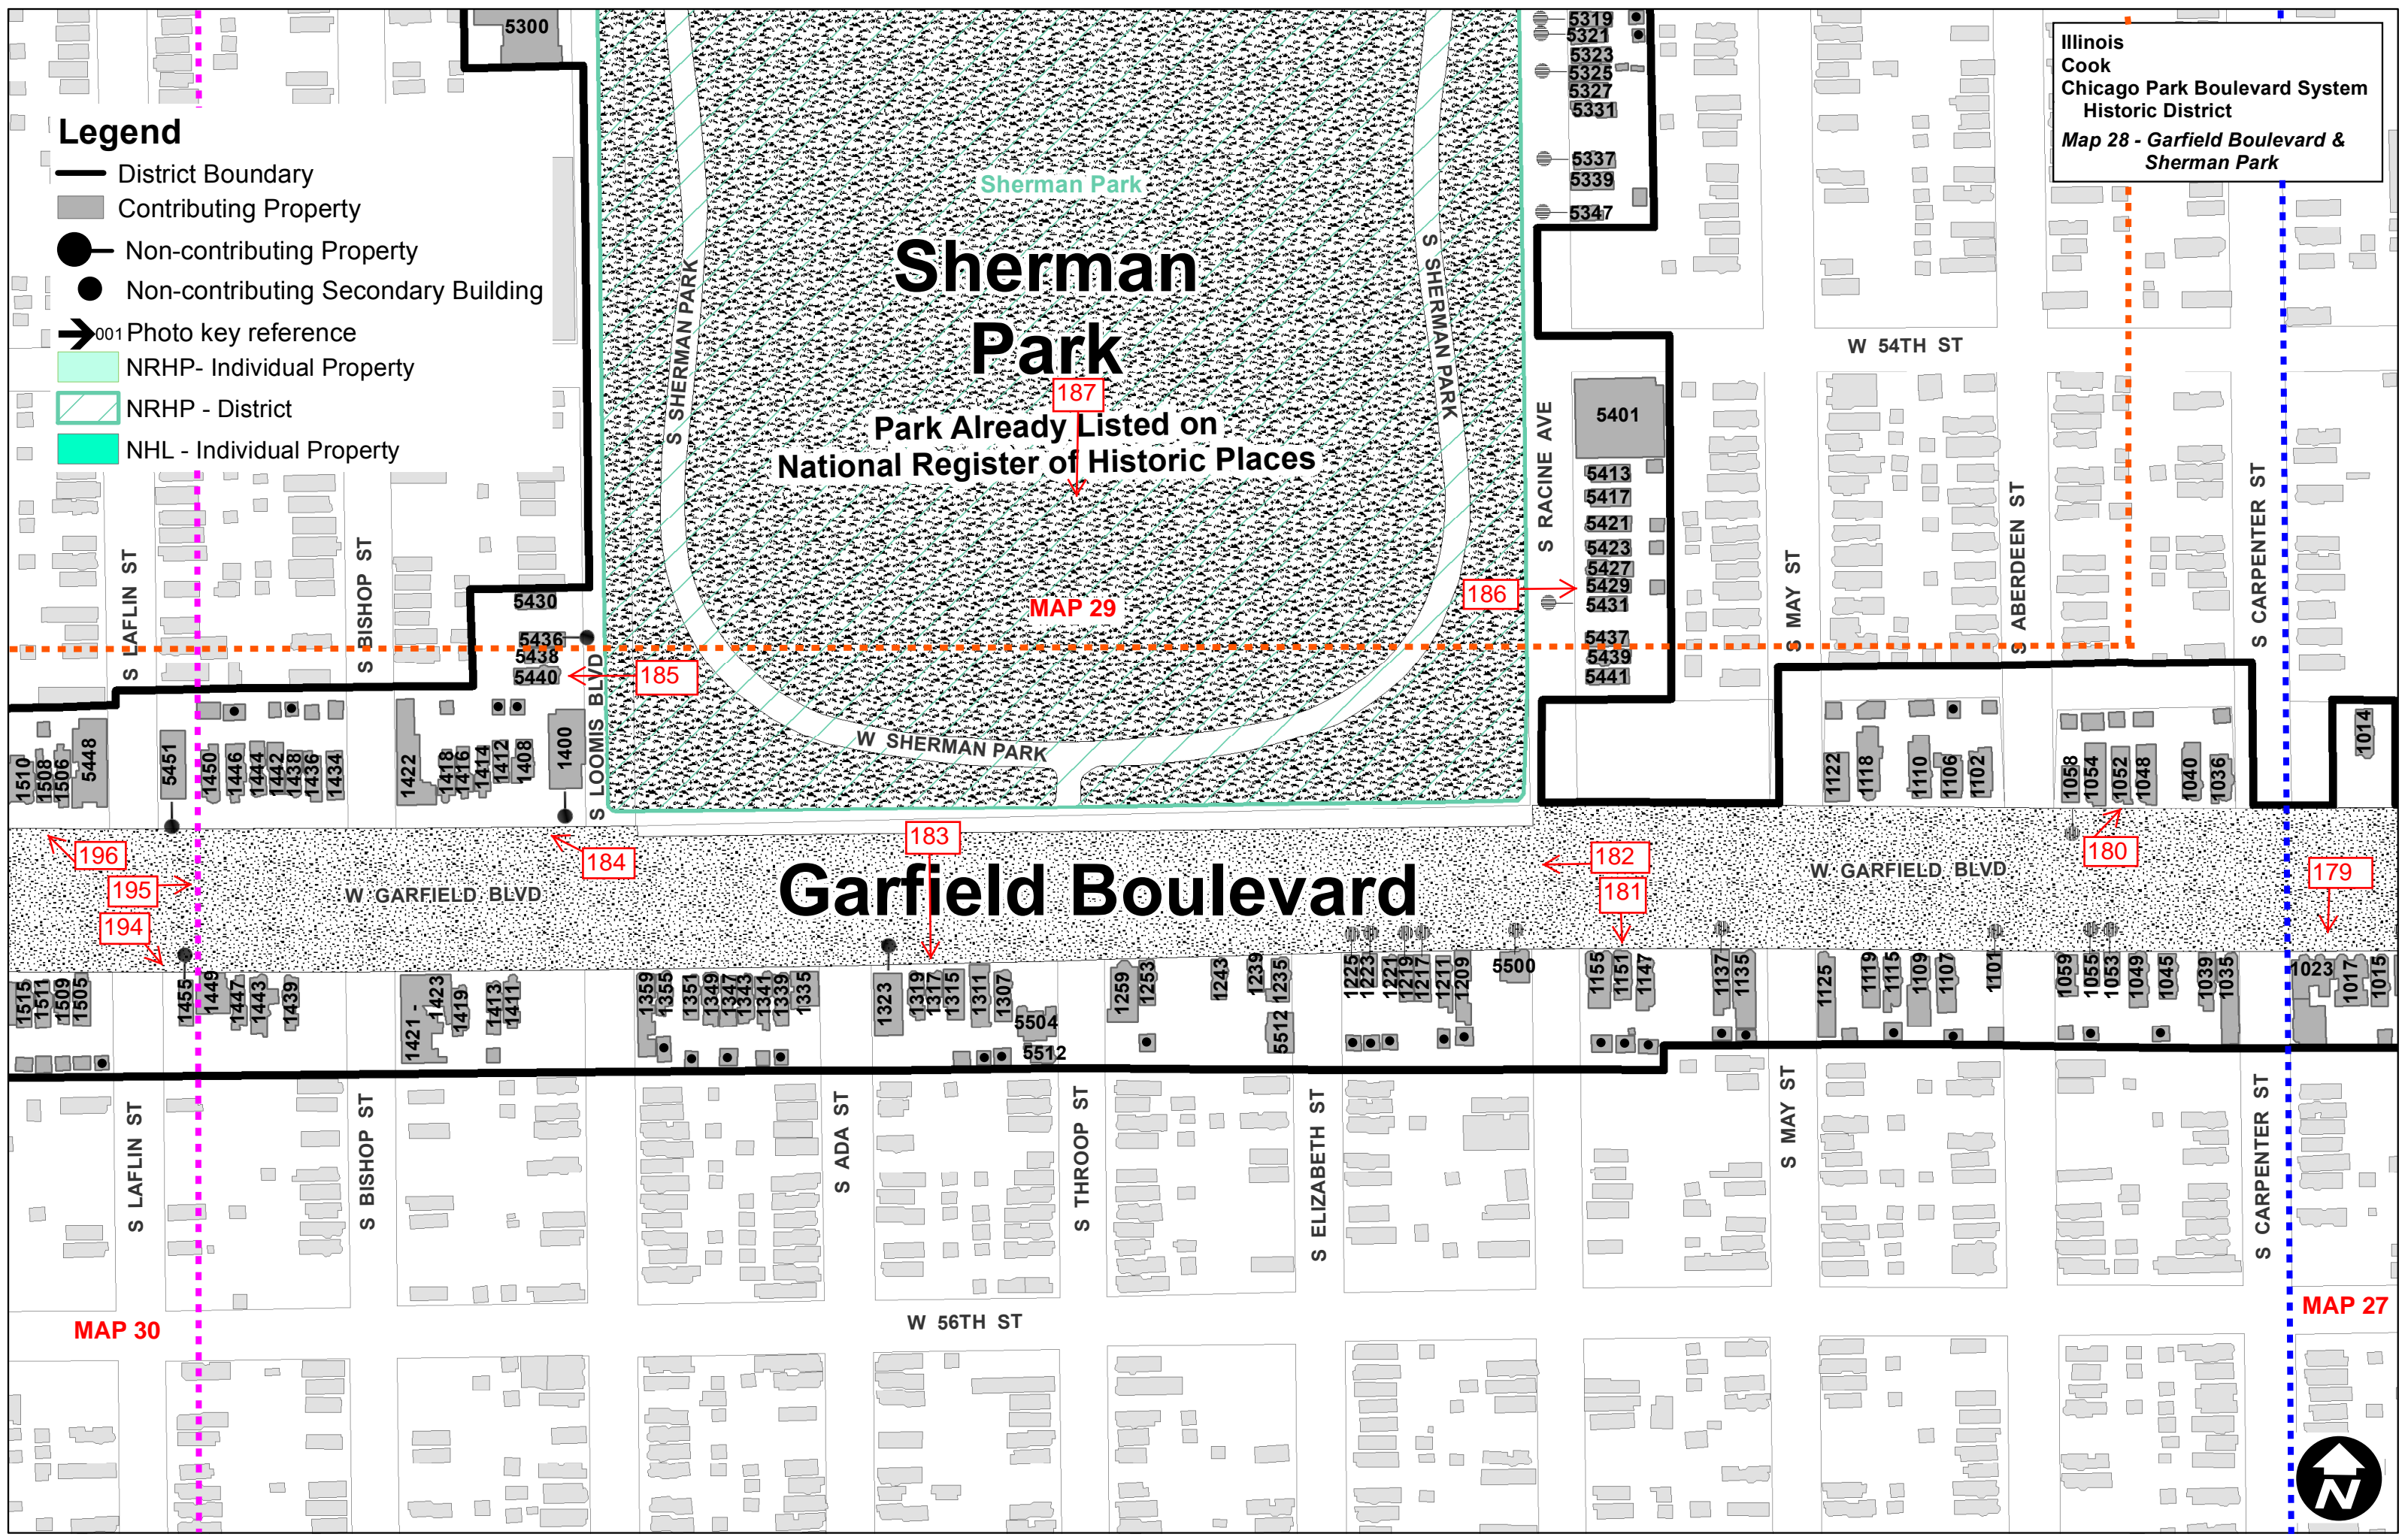 Illinois
Cook
Chicago Park Boulevard System
Historic District
Map 28 - Garfield Boulevard &
Sherman Park
Legend
District Boundary
Contributing Property
Non-contributing Property
Non-contributing Secondary Building
001 Photo key reference
NRHP- Individual Property
NRHP - District
NHL - Individual Property
5300
Sherman Park
Sherman
Park
187
Park Already Listed on
National Register of Historic Places
MAP 29
S SHERMAN PARK
S SHERMAN PARK
W SHERMAN PARK
5319
5321
5323
5325
5327
5331
5337
5339
5347
W 54TH ST
S RACINE AVE
5401
5413
5417
5421
5423
5427
5429
5431
5437
5439
5441
186
S LAFLIN ST
S BISHOP ST
S LOOMIS BLVD
S MAY ST
S ABERDEEN ST
S CARPENTER ST
5430
5436
5438
5440
185
1510
1508
1506
5448
5451
1450
1446
1444
1442
1438
1436
1434
1422
1418
1416
1414
1412
1408
1400
1122
1118
1110
1106
1102
1058
1054
1052
1048
1040
1036
1014
196
195
194
184
183
182
181
180
179
W GARFIELD BLVD
Garfield Boulevard
W GARFIELD BLVD
1515
1511
1509
1505
1455
1449
1447
1443
1439
1421 -
1423
1419
1413
1411
1359
1355
1351
1349
1347
1343
1341
1339
1335
1323
1319
1317
1315
1311
1307
5504
5512
1259
1253
1243
1239
1235
5512
1225
1223
1221
1219
1217
1211
1209
5500
1155
1151
1147
1137
1135
1125
1119
1115
1109
1107
1101
1059
1055
1053
1049
1045
1039
1035
1023
1017
1015
S LAFLIN ST
S BISHOP ST
S ADA ST
S THROOP ST
S ELIZABETH ST
S MAY ST
S CARPENTER ST
MAP 30
W 56TH ST
MAP 27
N